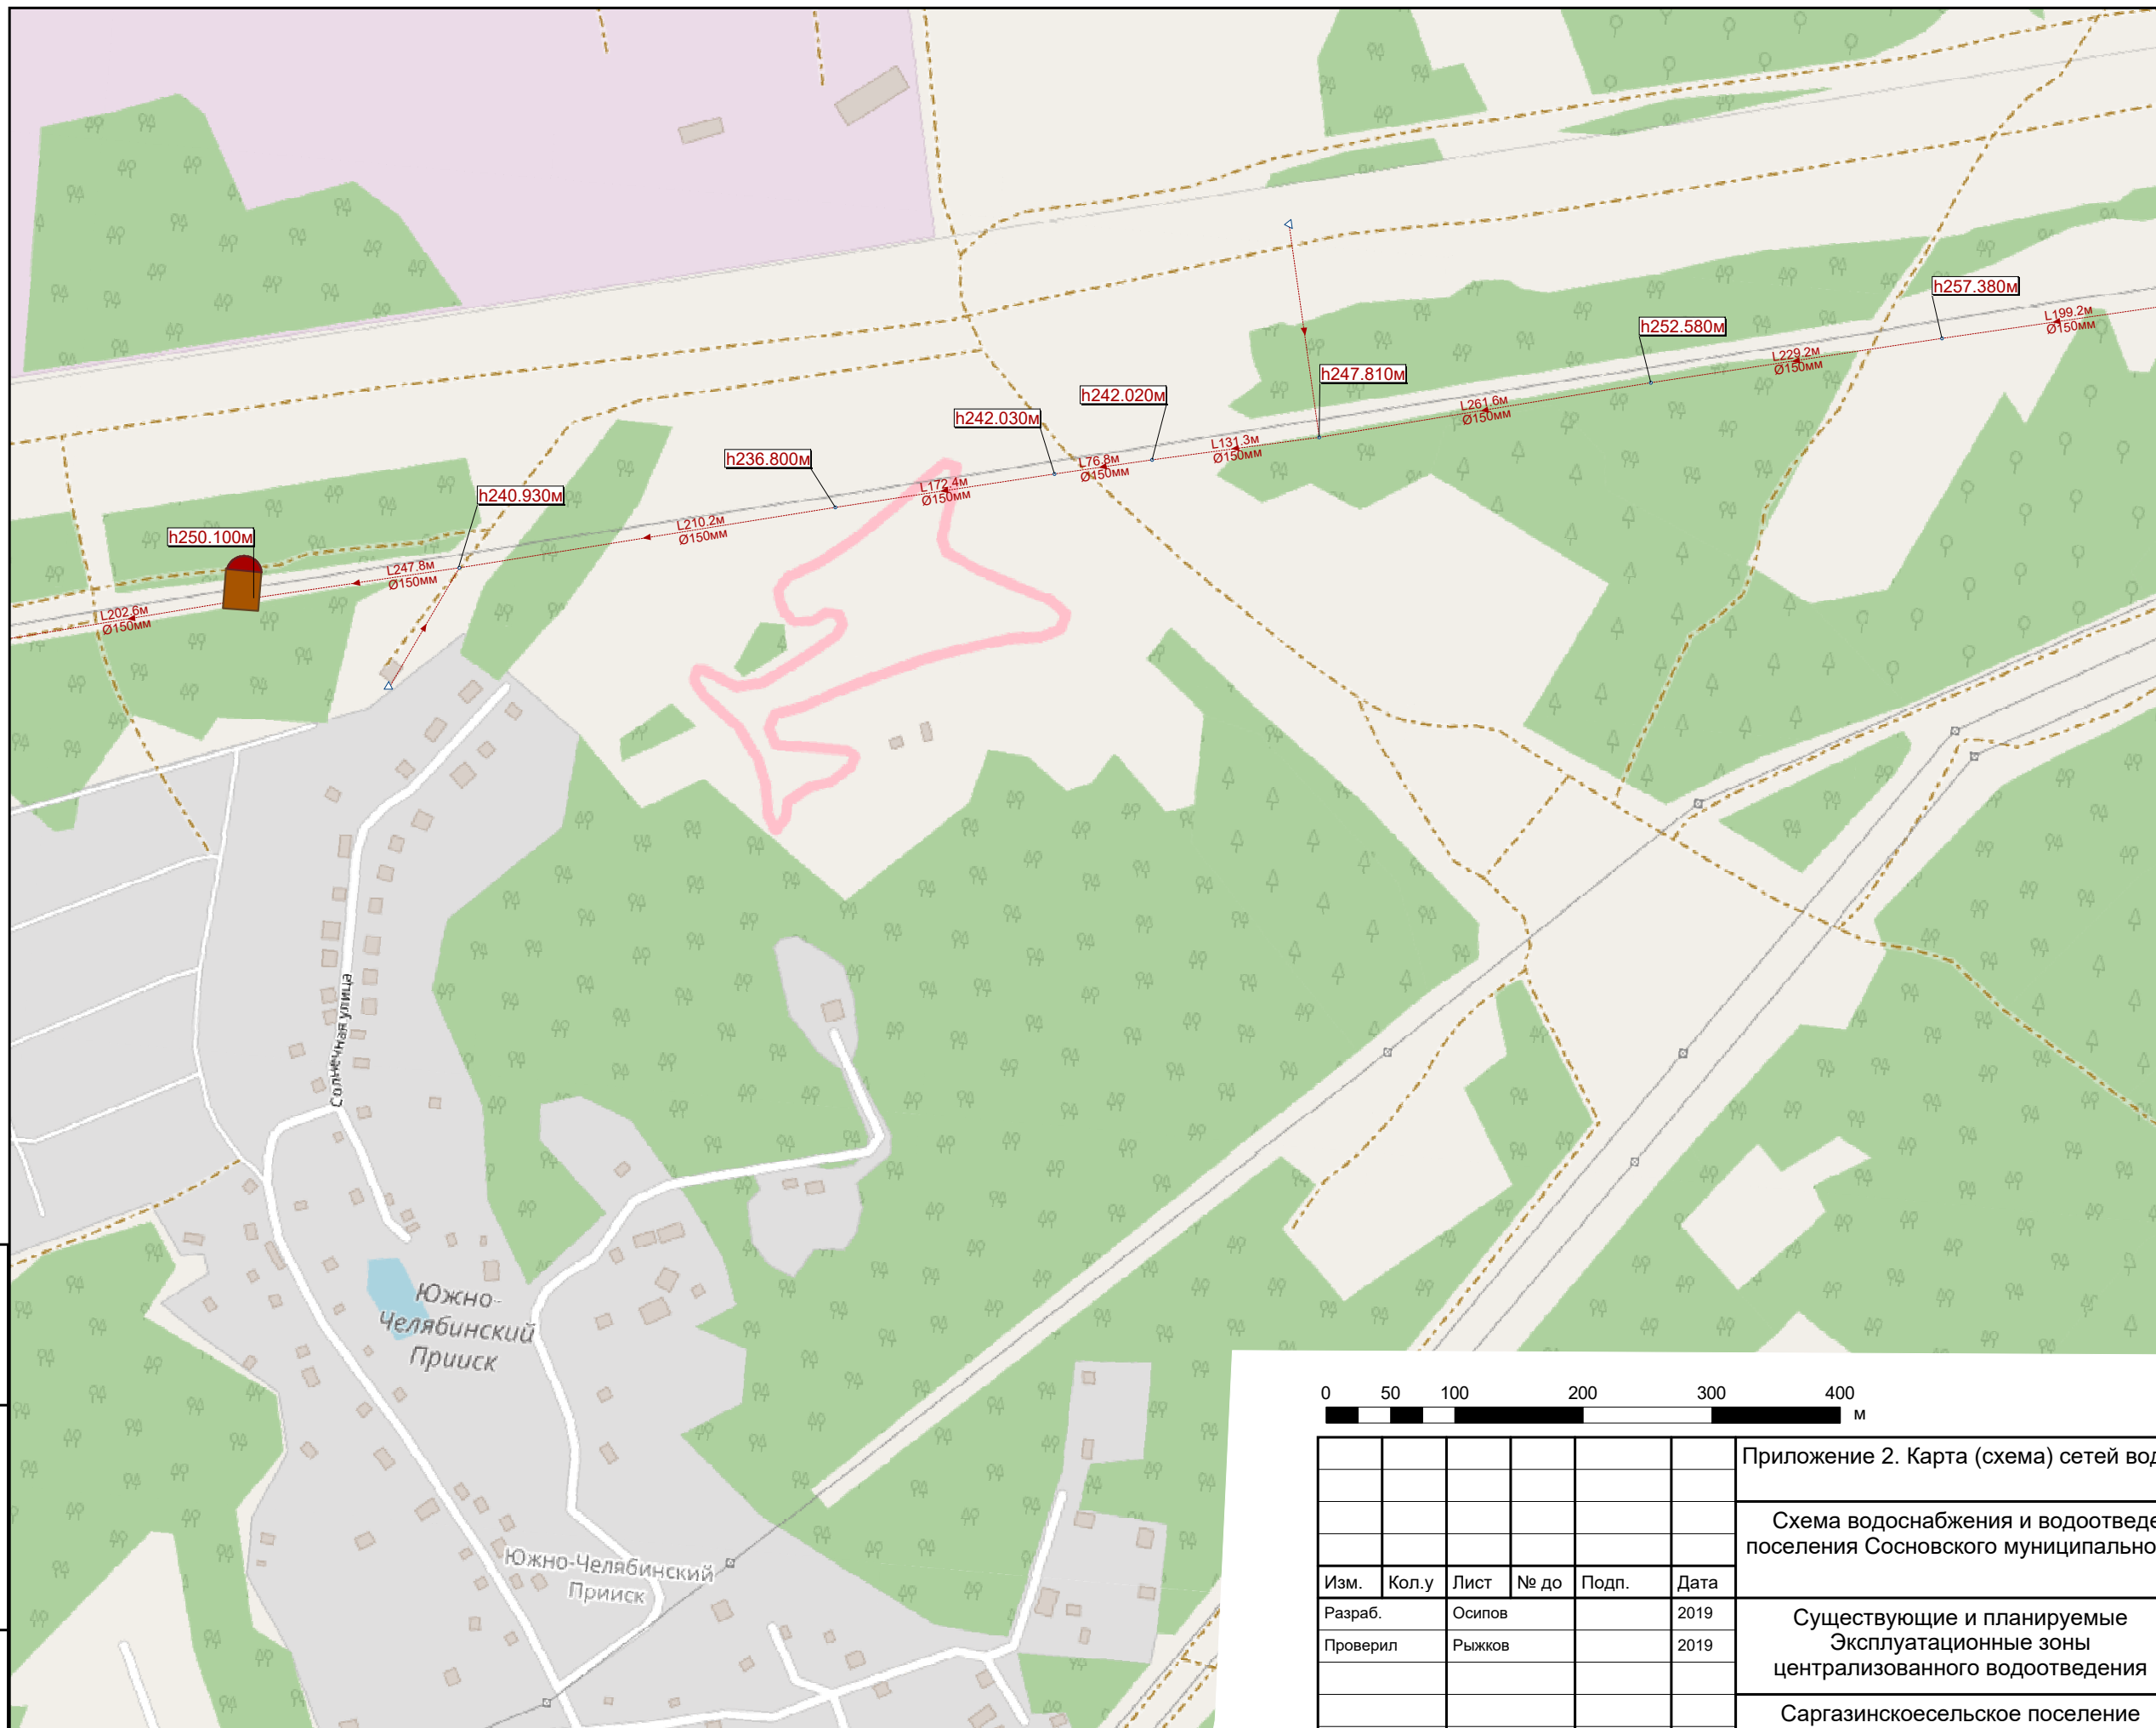 h257.380м
L199.2м
Ø150мм
h252.580м
L229.2м
Ø150мм
h247.810м
h242.020м
L261.6м
Ø150мм
h242.030м
L131.3м
Ø150мм
L76.8м
Ø150мм
h236.800м
L172.4м
Ø150мм
h240.930м
L210.2м
Ø150мм
h250.100м
L247.8м
Ø150мм
L202.6м
Ø150мм
Солнечная улица
Южно-
Челябинский
Прииск
Южно-Челябинский
Прииск
0 50 100 200 300 400
м
Приложение 2. Карта (схема) сетей вод
Схема водоснабжения и водоотведе
поселения Сосновского муниципально
Изм. Кол.у Лист № до Подп. Дата
Разраб. Осипов 2019
Проверил Рыжков 2019
Существующие и планируемые
Эксплуатационные зоны
централизованного водоотведения
Саргазинскоесельское поселение